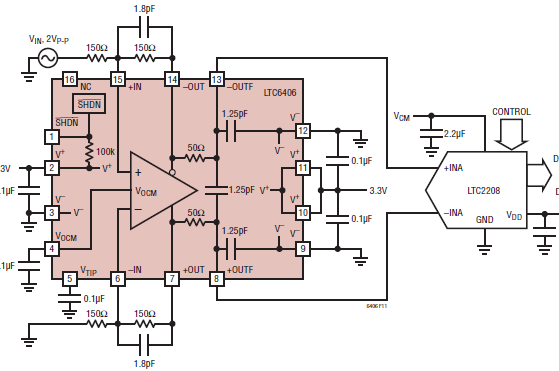 1.8pF
VIN, 2VP-P
150Ω
150Ω
16
NC
15
+IN
14
–OUT
13
–OUTF
LTC6406
SHDN
SHDN
1
100k
1.25pF
V–
12
V–
VCM
2.2µF
CONTROL
V+
3V
2
V+
50Ω
V+
11
0.1µF
+INA
D
.1µF
+
VOCM
1.25pF
V+
3.3V
LTC2208
V–
3
V–
–
50Ω
V+
10
0.1µF
–INA
GND
VDD
VOCM
4
1.25pF
V–
V–
9
.1µF
VTIP
5
–IN
6
+OUT
7
+OUTF
8
0.1µF
150Ω
150Ω
6406 F11
1.8pF